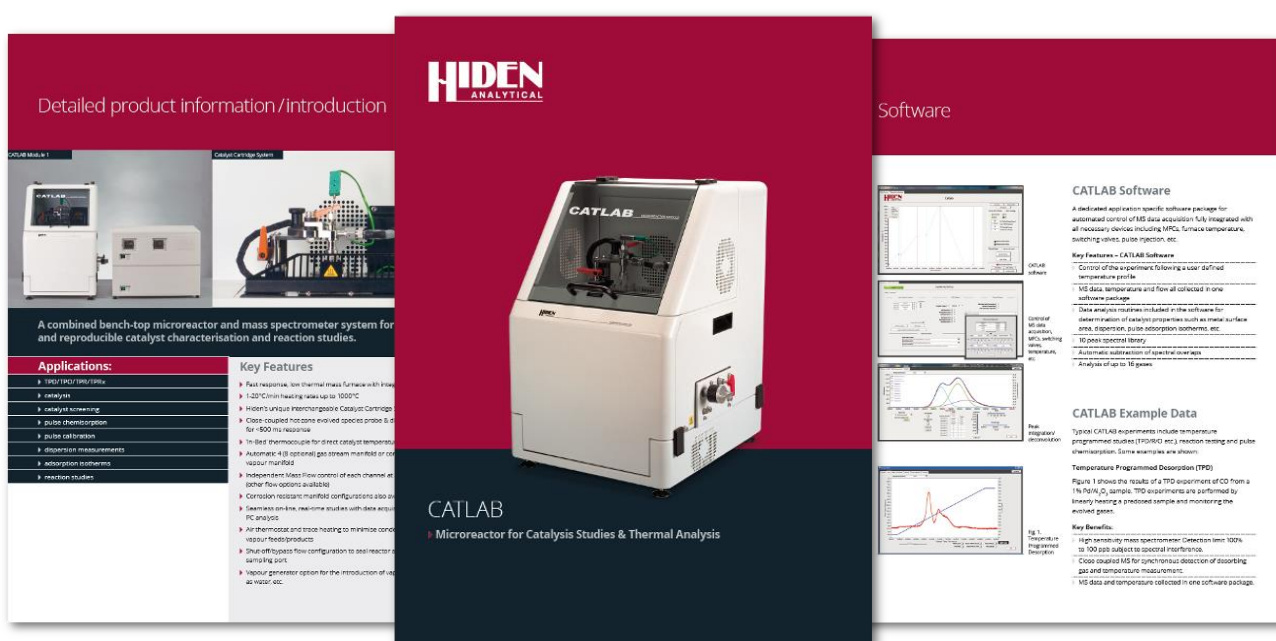 Detailed product information/introduction
CATLAB Module 1
Catalyst Cartridge System
CATLAB
A combined bench-top microreactor and mass spectrometer system for
and reproducible catalyst characterisation and reaction studies.
Applications:
TPD/TPO/TPR/TPRx
catalysis
catalyst screening
pulse chemisorption
pulse calibration
dispersion measurements
adsorption isotherms
reaction studies
Key Features
Fast response, low thermal mass furnace with
1-20°C/min heating rates up to 1000°C
Hiden's unique interchangeable Catalyst Cartridge
Close-coupled hot-zone evolved species probe &
for <500 ms response
'In-Bed' thermocouple for direct catalyst
Automatic 4 (8 optional) gas stream manifold or
vapour manifold
Independent Mass Flow control of each channel at
(other flow options available)
Corrosion resistant manifold configurations also
Seamless on-line, real-time studies with data
PC analysis
Air thermostat and trace heating to minimise
vapour feeds/products
Shut-off/bypass flow configuration to seal reactor
sampling port
Vapour generator option for the introduction of
as water, etc.
HIDEN
ANALYTICAL
CATLAB
HIDEN
CATLAB
Microreactor for Catalysis Studies & Thermal Analysis
Software
CATLAB
software
Control of
MS data
acquisition,
MFCs, switching
valves,
temperature,
etc.
Peak
integration/
deconvolution
Fig. 1.
Temperature
Programmed
Desorption
CATLAB Software
A dedicated application specific software package for
automated control of MS data acquisition fully integrated with
all necessary devices including MFCs, furnace temperature,
switching valves, pulse injection, etc.
Key Features – CATLAB Software
Control of the experiment following a user defined
temperature profile
MS data, temperature and flow all collected in one
software package
Data analysis routines included in the software for
determination of catalyst properties such as metal surface
area, dispersion, pulse adsorption isotherms, etc.
10 peak spectral library
Automatic subtraction of spectral overlaps
Analysis of up to 16 gases
CATLAB Example Data
Typical CATLAB experiments include temperature
programmed studies (TPD/R/O etc.), reaction testing and pulse
chemisorption. Some examples are shown:
Temperature Programmed Desorption (TPD)
Figure 1 shows the results of a TPD experiment of CO from a
1% Pd/Al₂O₃ sample. TPD experiments are performed by
linearly heating a predosed sample and monitoring the
evolved gases.
Key Benefits:
High sensitivity mass spectrometer: Detection limit 100%
to 100 ppb subject to spectral interference.
Close coupled MS for synchronous detection of desorbing
gas and temperature measurement.
MS data and temperature collected in one software package.